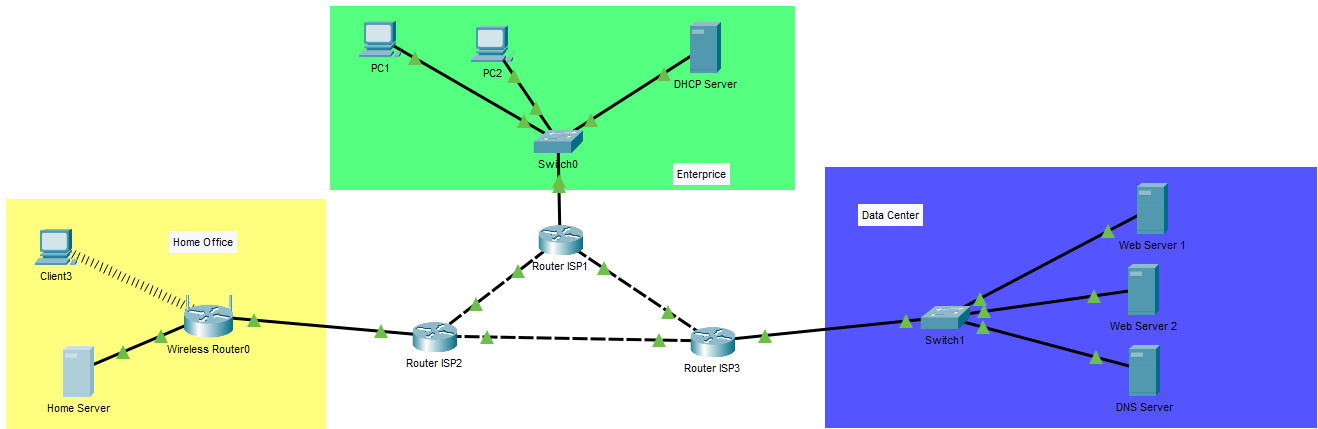 PC1
PC2
DHCP Server
Switch0
Enterprice
Data Center
Web Server 1
Home Office
Client3
Router ISP1
Web Server 2
Switch1
Wireless Router0
Router ISP2
Router ISP3
Home Server
DNS Server